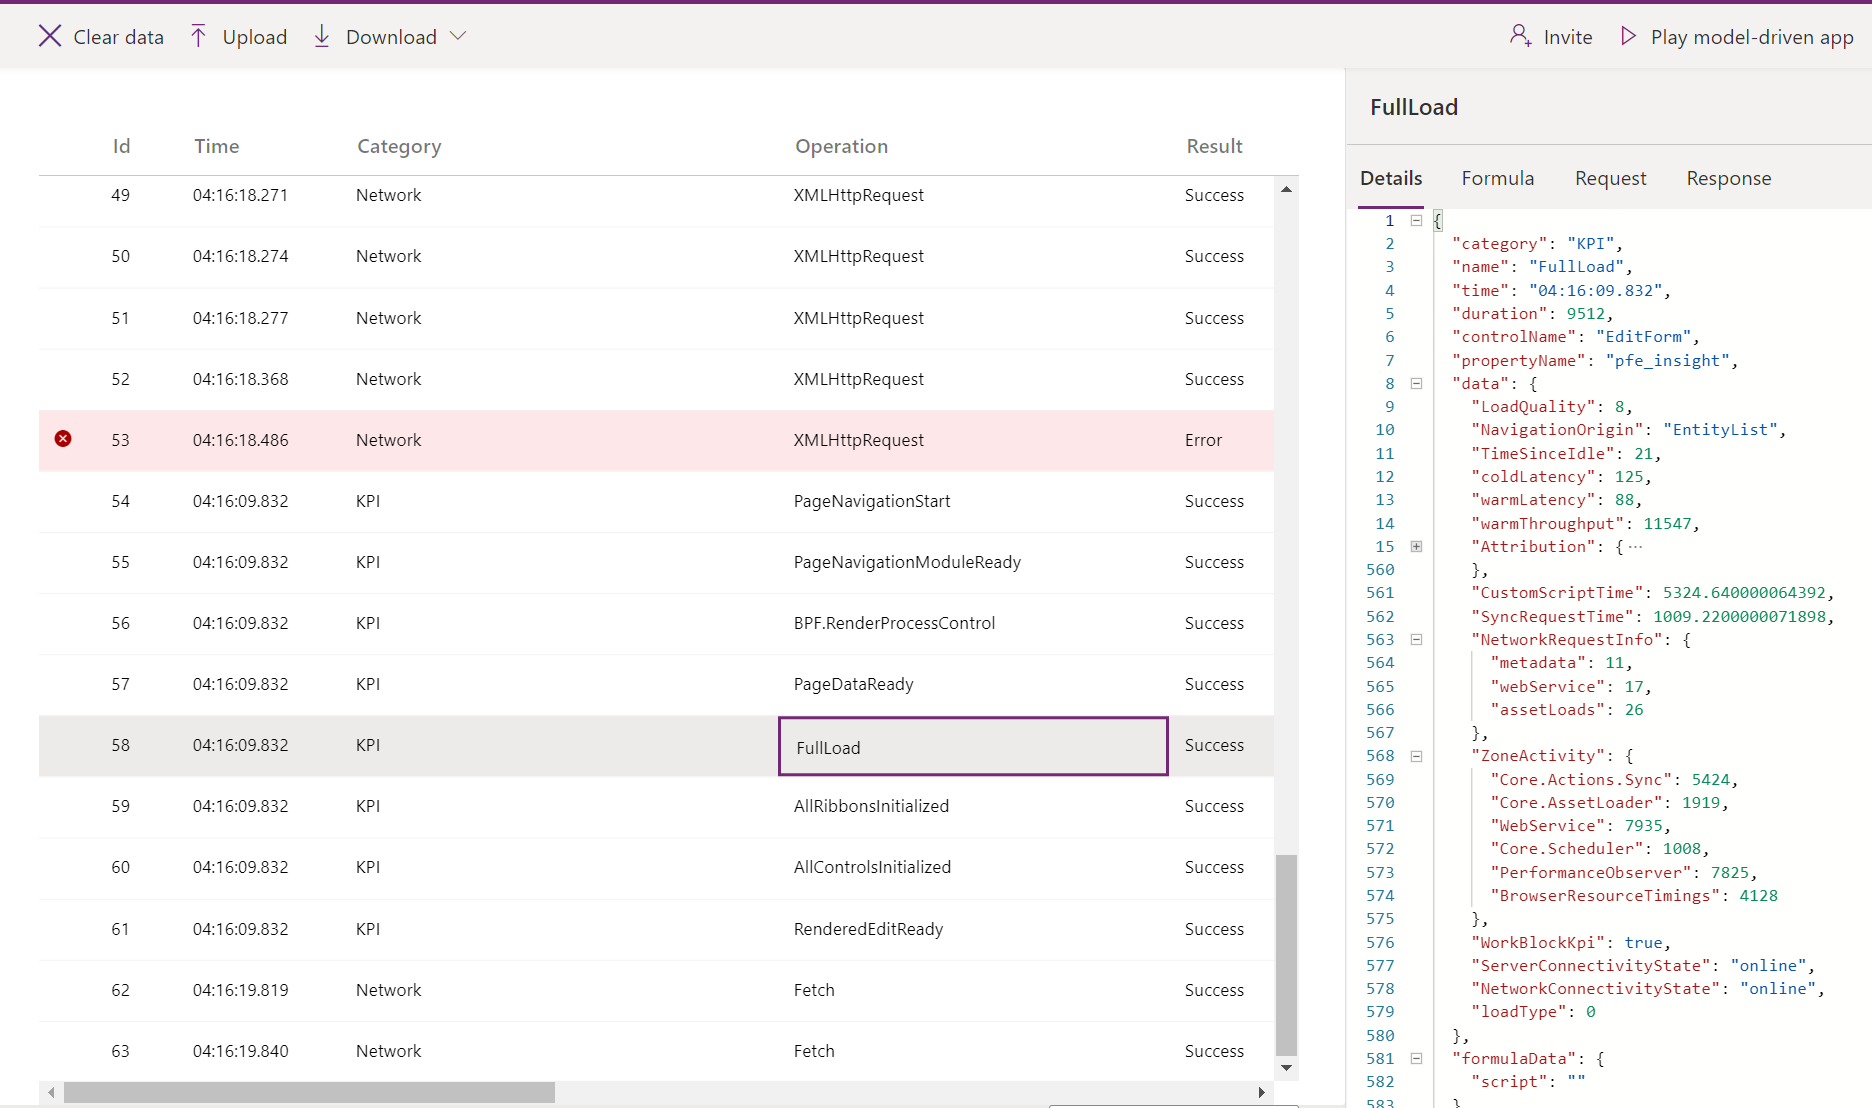 Clear data Upload Download Invite Play model-driven app
Id Time Category Operation Result
49 04:16:18.271 Network XMLHttpRequest Success
50 04:16:18.274 Network XMLHttpRequest Success
51 04:16:18.277 Network XMLHttpRequest Success
52 04:16:18.368 Network XMLHttpRequest Success
53 04:16:18.486 Network XMLHttpRequest Error
54 04:16:09.832 KPI PageNavigationStart Success
55 04:16:09.832 KPI PageNavigationModuleReady Success
56 04:16:09.832 KPI BPF.RenderProcessControl Success
57 04:16:09.832 KPI PageDataReady Success
58 04:16:09.832 KPI FullLoad Success
59 04:16:09.832 KPI AllRibbonsInitialized Success
60 04:16:09.832 KPI AllControlsInitialized Success
61 04:16:09.832 KPI RenderedEditReady Success
62 04:16:19.819 Network Fetch Success
63 04:16:19.840 Network Fetch Success
FullLoad
Details Formula Request Response
1 {
2 "category": "KPI",
3 "name": "FullLoad",
4 "time": "04:16:09.832",
5 "duration": 9512,
6 "controlName": "EditForm",
7 "propertyName": "pfe_insight",
8 "data": {
9 "LoadQuality": 8,
10 "NavigationOrigin": "EntityList",
11 "TimeSinceIdle": 21,
12 "coldLatency": 125,
13 "warmLatency": 88,
14 "warmThroughput": 11547,
15 "Attribution": {···
560 },
561 "CustomScriptTime": 5324.640000064392,
562 "SyncRequestTime": 1009.2200000071898,
563 "NetworkRequestInfo": {
564 "metadata": 11,
565 "webService": 17,
566 "assetLoads": 26
567 },
568 "ZoneActivity": {
569 "Core.Actions.Sync": 5424,
570 "Core.AssetLoader": 1919,
571 "WebService": 7935,
572 "Core.Scheduler": 1008,
573 "PerformanceObserver": 7825,
574 "BrowserResourceTimings": 4128
575 },
576 "WorkBlockKpi": true,
577 "ServerConnectivityState": "online",
578 "NetworkConnectivityState": "online",
579 "loadType": 0
580 },
581 "formulaData": {
582 "script": ""
583 }